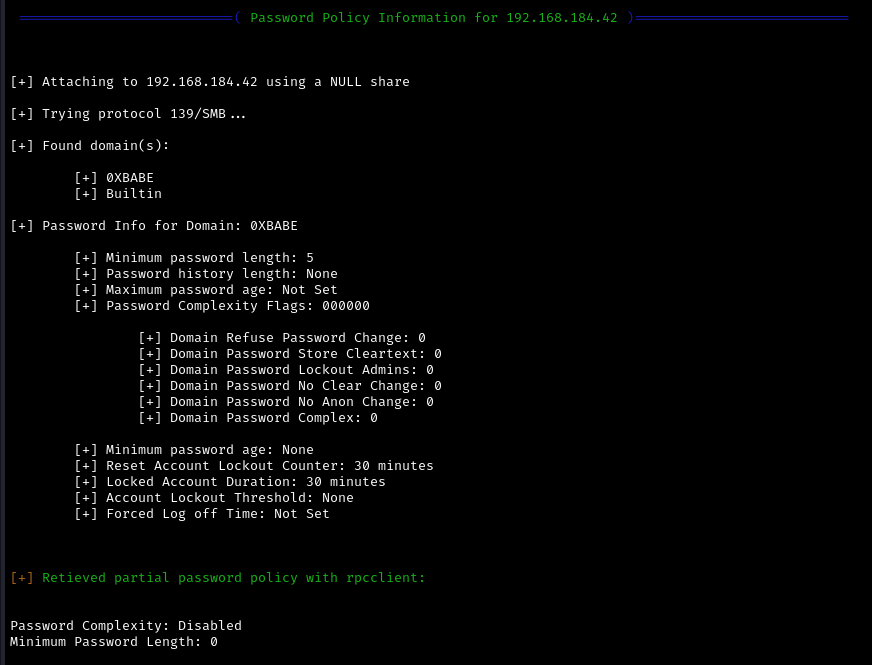 ( Password Policy Information for 192.168.184.42 )
[+] Attaching to 192.168.184.42 using a NULL share
[+] Trying protocol 139/SMB...
[+] Found domain(s):
[+] 0XBABE
[+] Builtin
[+] Password Info for Domain: 0XBABE
[+] Minimum password length: 5
[+] Password history length: None
[+] Maximum password age: Not Set
[+] Password Complexity Flags: 000000
[+] Domain Refuse Password Change: 0
[+] Domain Password Store Cleartext: 0
[+] Domain Password Lockout Admins: 0
[+] Domain Password No Clear Change: 0
[+] Domain Password No Anon Change: 0
[+] Domain Password Complex: 0
[+] Minimum password age: None
[+] Reset Account Lockout Counter: 30 minutes
[+] Locked Account Duration: 30 minutes
[+] Account Lockout Threshold: None
[+] Forced Log off Time: Not Set
[+] Retieved partial password policy with rpcclient:
Password Complexity: Disabled
Minimum Password Length: 0